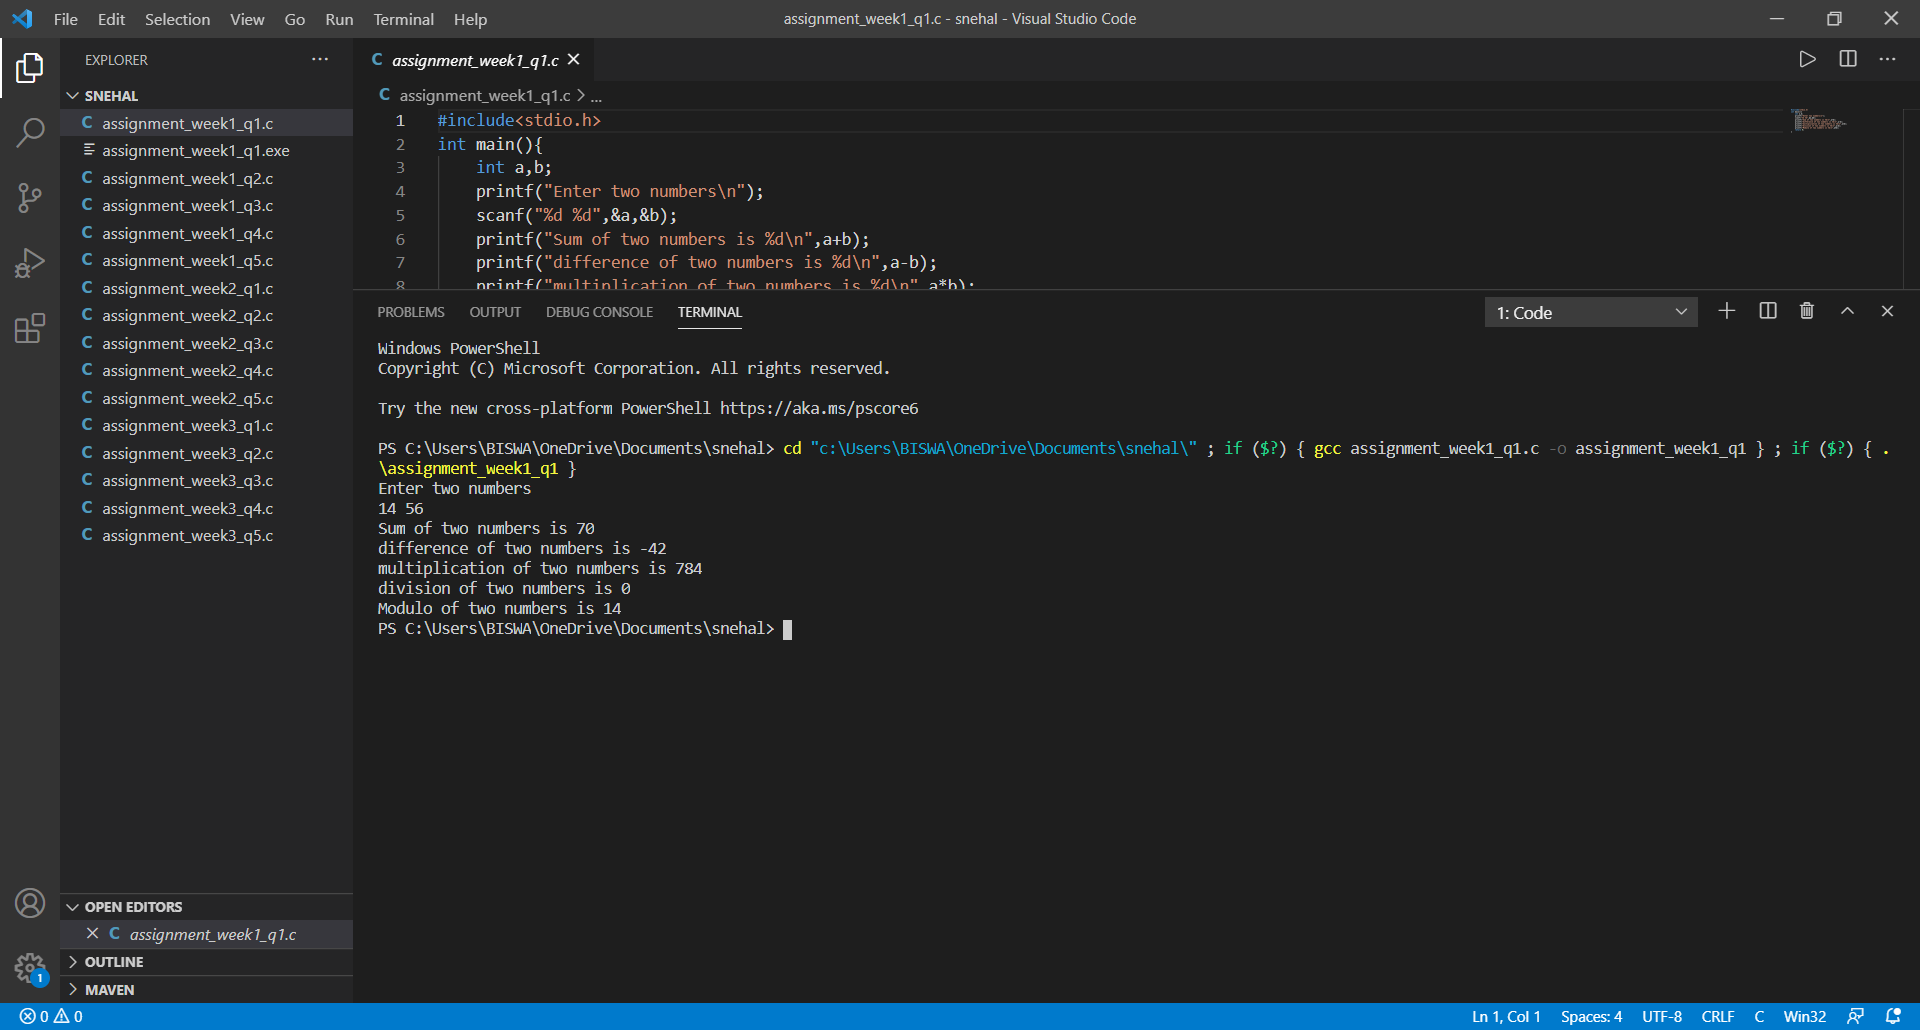 File Edit Selection View Go Run Terminal Help
assignment_week1_q1.c - snehal - Visual Studio Code
EXPLORER
SNEHAL
assignment_week1_q1.c
assignment_week1_q1.exe
assignment_week1_q2.c
assignment_week1_q3.c
assignment_week1_q4.c
assignment_week1_q5.c
assignment_week2_q1.c
assignment_week2_q2.c
assignment_week2_q3.c
assignment_week2_q4.c
assignment_week2_q5.c
assignment_week3_q1.c
assignment_week3_q2.c
assignment_week3_q3.c
assignment_week3_q4.c
assignment_week3_q5.c
OPEN EDITORS
C assignment_week1_q1.c
OUTLINE
MAVEN
C assignment_week1_q1.c
C assignment_week1_q1.c > ...
1 #include<stdio.h>
2 int main(){
3 int a,b;
4 printf("Enter two numbers\n");
5 scanf("%d %d",&a,&b);
6 printf("Sum of two numbers is %d\n",a+b);
7 printf("difference of two numbers is %d\n",a-b);
8 printf("multiplication of two numbers is %d\n",a*b);
PROBLEMS OUTPUT DEBUG CONSOLE TERMINAL
1: Code
Windows PowerShell
Copyright (C) Microsoft Corporation. All rights reserved.
Try the new cross-platform PowerShell https://aka.ms/pscore6
PS C:\Users\BISWA\OneDrive\Documents\snehal> cd "c:\Users\BISWA\OneDrive\Documents\snehal\" ; if ($?) { gcc assignment_week1_q1.c -o assignment_week1_q1 } ; if ($?) { .
\assignment_week1_q1 }
Enter two numbers
14 56
Sum of two numbers is 70
difference of two numbers is -42
multiplication of two numbers is 784
division of two numbers is 0
Modulo of two numbers is 14
PS C:\Users\BISWA\OneDrive\Documents\snehal>
1
0 0
Ln 1, Col 1 Spaces: 4 UTF-8 CRLF C Win32